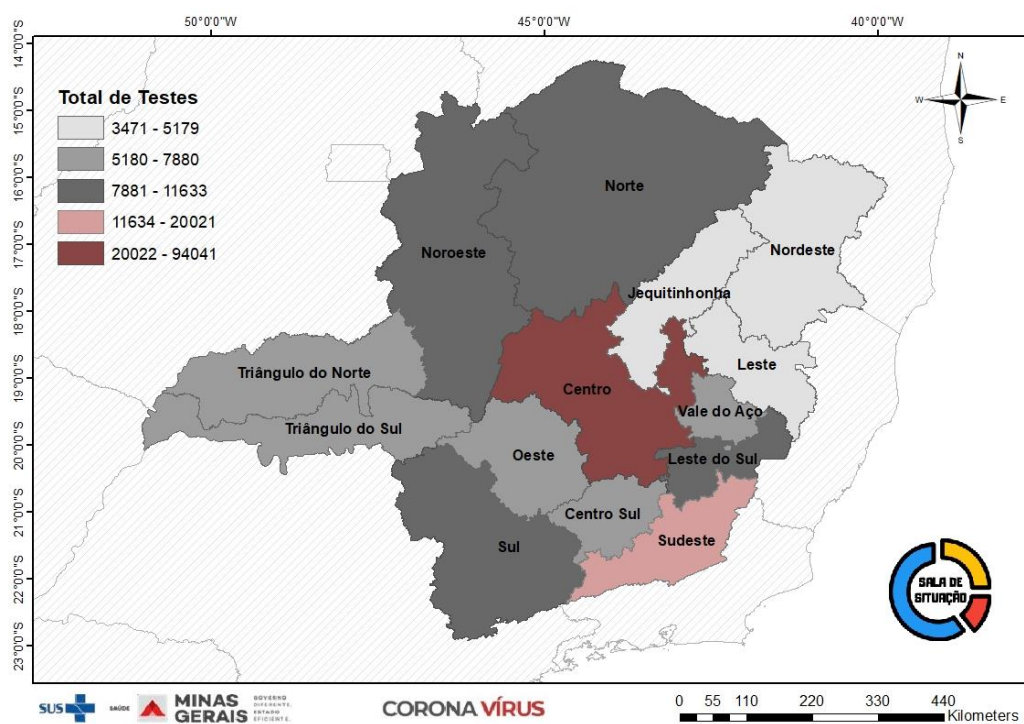 50°0'0"W 45°0'0"W 40°0'0"W
14°0'0"S
15°0'0"S
16°0'0"S
17°0'0"S
18°0'0"S
19°0'0"S
20°0'0"S
21°0'0"S
22°0'0"S
23°0'0"S
Total de Testes
3471 - 5179
5180 - 7880
7881 - 11633
11634 - 20021
20022 - 94041
N
W E
S
Norte
Noroeste
Nordeste
Jequitinhonha
Leste
Triângulo do Norte
Centro
Vale do Aço
Triângulo do Sul
Oeste
Leste do Sul
Centro Sul
Sudeste
Sul
SALA DE
SITUAÇÃO
SUS
SAÚDE
MINAS
GERAIS
GOVERNO
DIFERENTE.
ESTADO
EFICIENTE.
CORONA VÍRUS
0 55 110 220 330 440
Kilometers